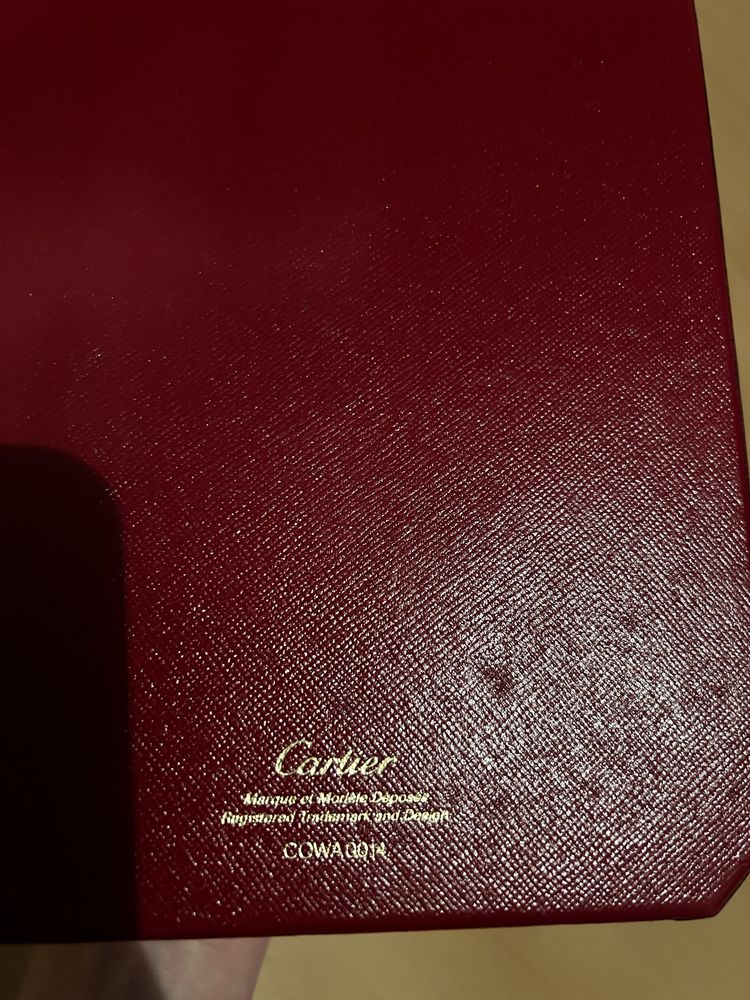 Cartier
Marque et Modèle Déposés
Registered Trademark and Design
COWA0014